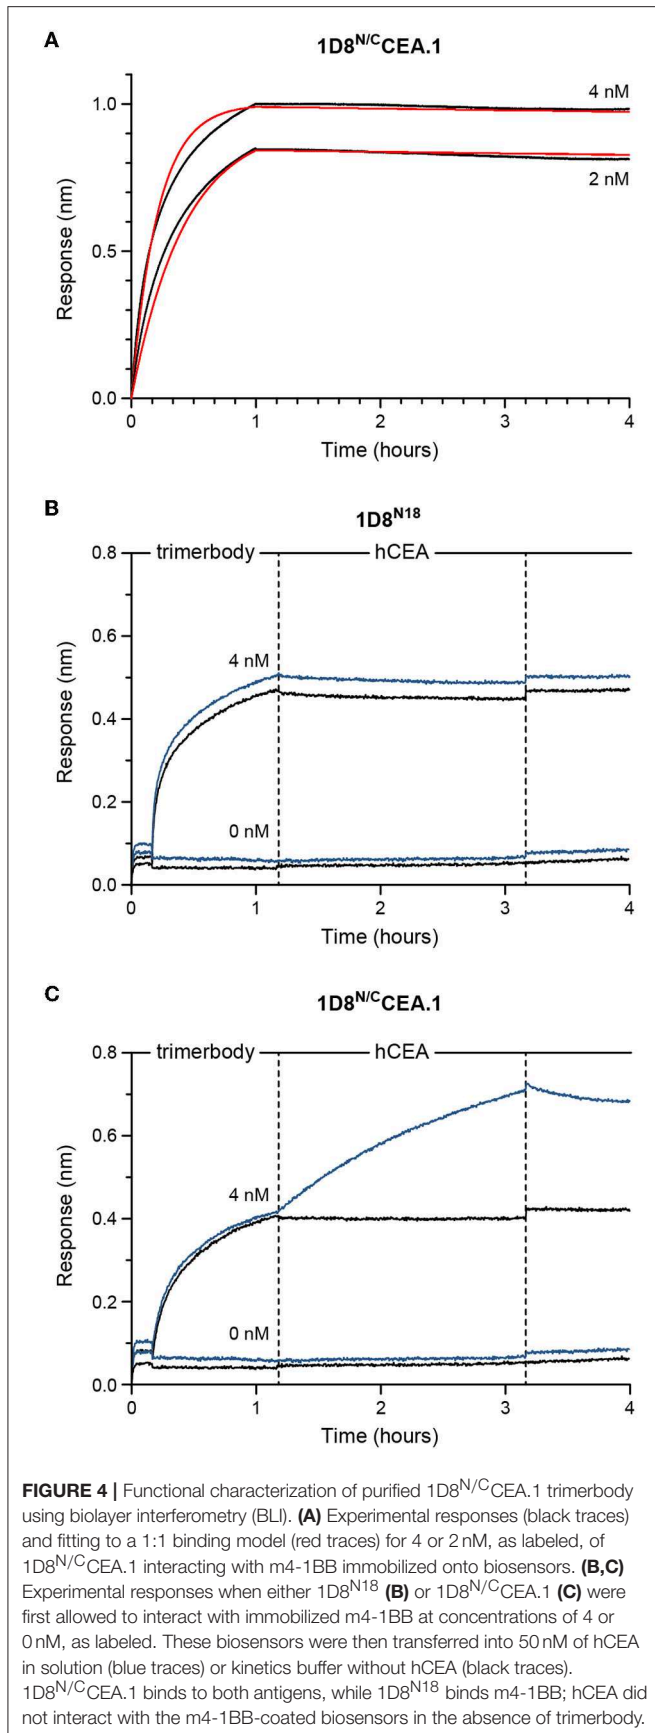 A
1D8N/CCEA.1
4 nM
2 nM
1.0
0.5
0.0
Response (nm)
0 1 2 3 4
Time (hours)
B
1D8N18
trimerbody hCEA
0.8
0.6
0.4
0.2
0.0
Response (nm)
4 nM
0 nM
0 1 2 3 4
Time (hours)
C
1D8N/CCEA.1
trimerbody hCEA
0.8
0.6
0.4
0.2
0.0
Response (nm)
4 nM
0 nM
0 1 2 3 4
Time (hours)
FIGURE 4 | Functional characterization of purified 1D8N/CCEA.1 trimerbody
using biolayer interferometry (BLI). (A) Experimental responses (black traces)
and fitting to a 1:1 binding model (red traces) for 4 or 2 nM, as labeled, of
1D8N/CCEA.1 interacting with m4-1BB immobilized onto biosensors. (B,C)
Experimental responses when either 1D8N18 (B) or 1D8N/CCEA.1 (C) were
first allowed to interact with immobilized m4-1BB at concentrations of 4 or
0 nM, as labeled. These biosensors were then transferred into 50 nM of hCEA
in solution (blue traces) or kinetics buffer without hCEA (black traces).
1D8N/CCEA.1 binds to both antigens, while 1D8N18 binds m4-1BB; hCEA did
not interact with the m4-1BB-coated biosensors in the absence of trimerbody.